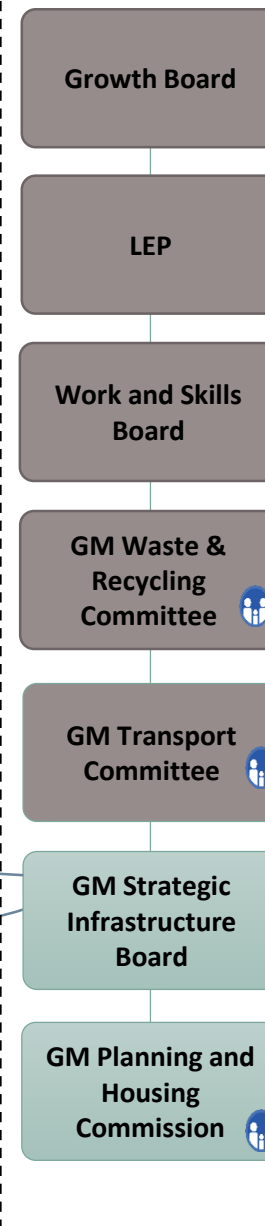 Growth Board
LEP
Work and Skills
Board
GM Waste &
Recycling
Committee
GM Transport
Committee
GM Strategic
Infrastructure
Board
GM Planning and
Housing
Commission